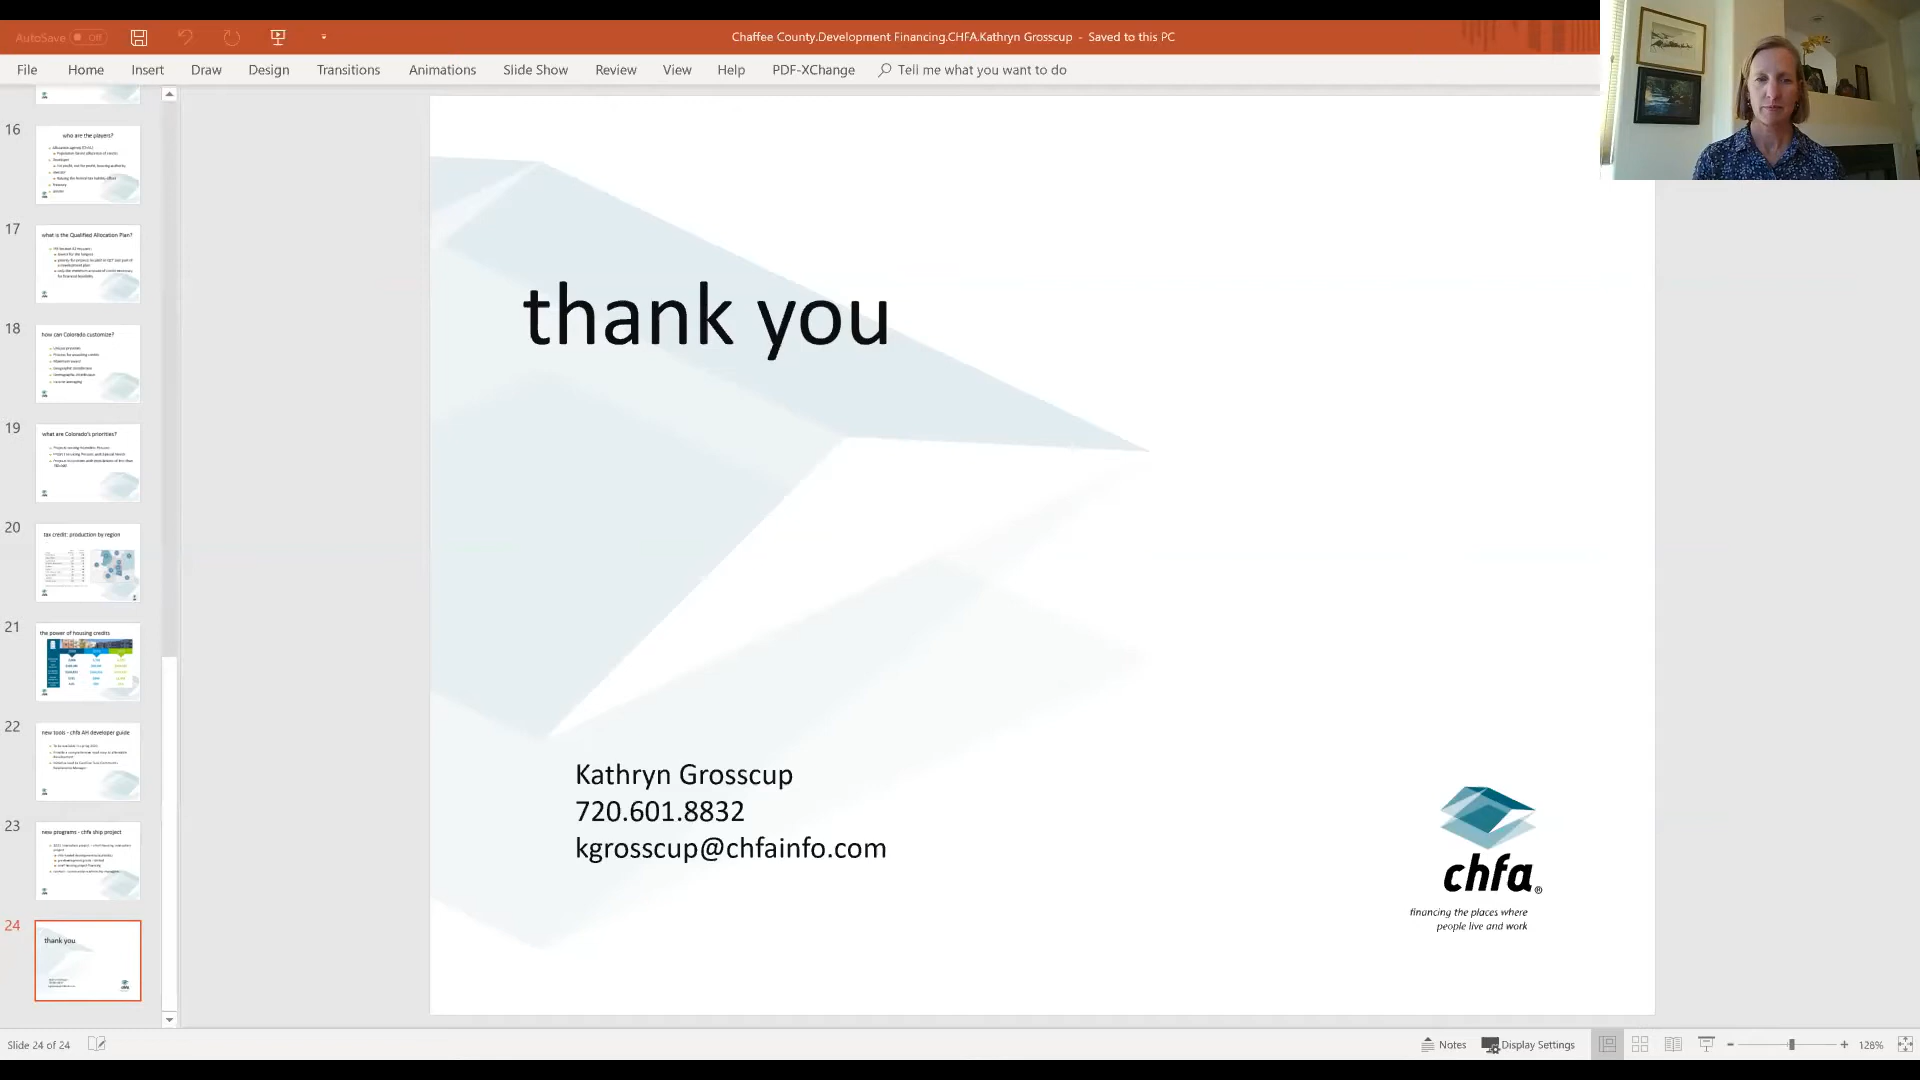 AutoSave Off
Chaffee County.Development Financing.CHFA.Kathryn Grosscup - Saved to this PC
File Home Insert Draw Design Transitions Animations Slide Show Review View Help PDF-XChange Tell me what you want to do
16
who are the players?
17
what is the Qualified Allocation Plan?
18
how can Colorado customize?
19
what are Colorado's priorities?
20
tax credit: production by region
21
the power of housing credits
22
new tools - chfa AH developer guide
23
new programs - chfa ship project
24
thank you
chfa
thank you
Kathryn Grosscup
720.601.8832
kgrosscup@chfainfo.com
chfa®
financing the places where
people live and work
Slide 24 of 24
Notes
Display Settings
128%